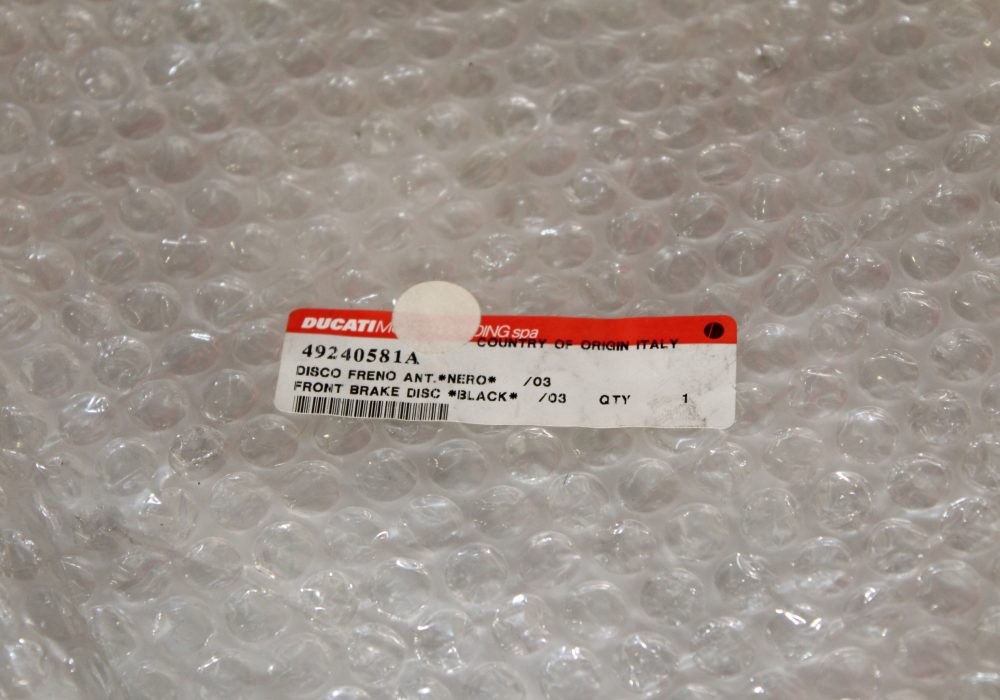 DUCATI DING spa
COUNTRY OF ORIGIN ITALY
49240581A
DISCO FRENO ANT.*NERO* /03
FRONT BRAKE DISC *BLACK* /03 QTY 1